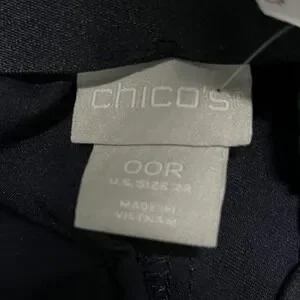 chico's
00R
U.S. SIZE 2R
MADE IN
VIETNAM